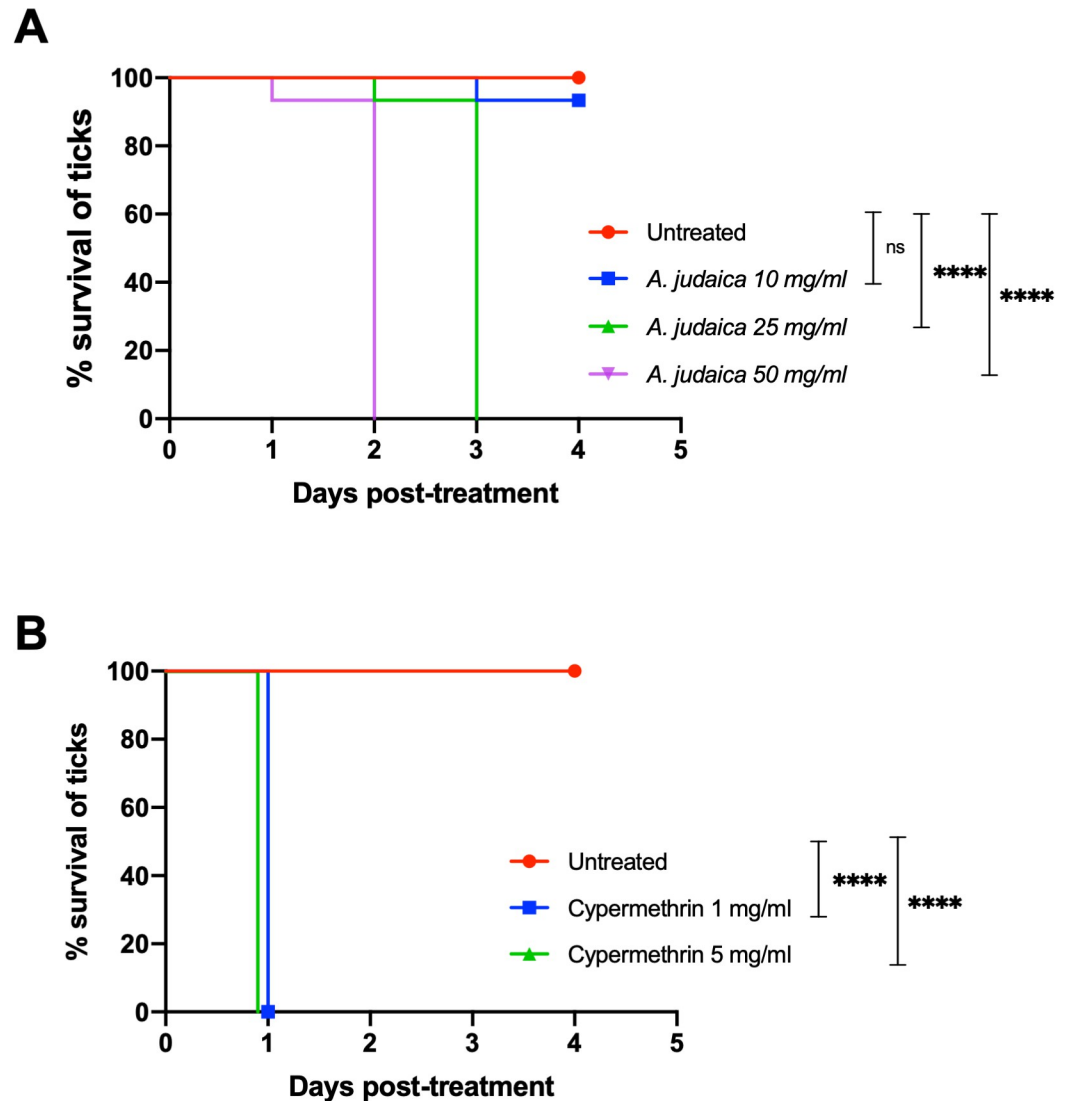 A
% survival of ticks
100
80
60
40
20
0
0 1 2 3 4 5
Days post-treatment
Untreated
A. judaica 10 mg/ml
A. judaica 25 mg/ml
A. judaica 50 mg/ml
ns
****
****
B
% survival of ticks
100
80
60
40
20
0
0 1 2 3 4 5
Days post-treatment
Untreated
Cypermethrin 1 mg/ml
Cypermethrin 5 mg/ml
****
****